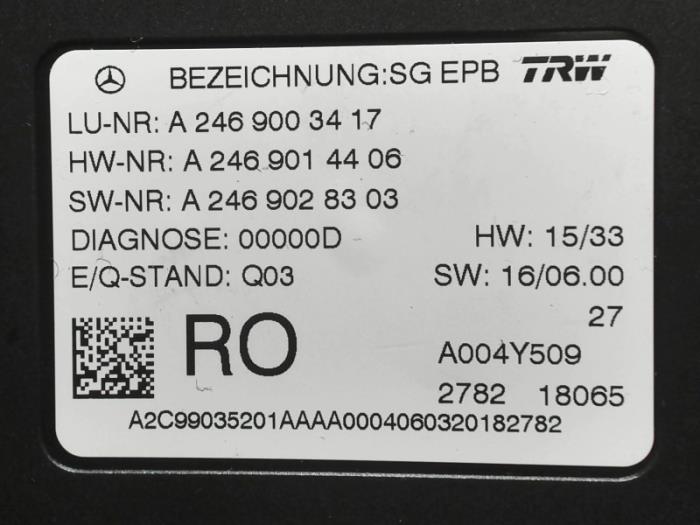 BEZEICHNUNG:SG EPB TRW
LU-NR: A 246 900 34 17
HW-NR: A 246 901 44 06
SW-NR: A 246 902 83 03
DIAGNOSE: 00000D HW: 15/33
E/Q-STAND: Q03 SW: 16/06.00
27
RO A004Y509
2782 18065
A2C99035201AAAA0004060320182782